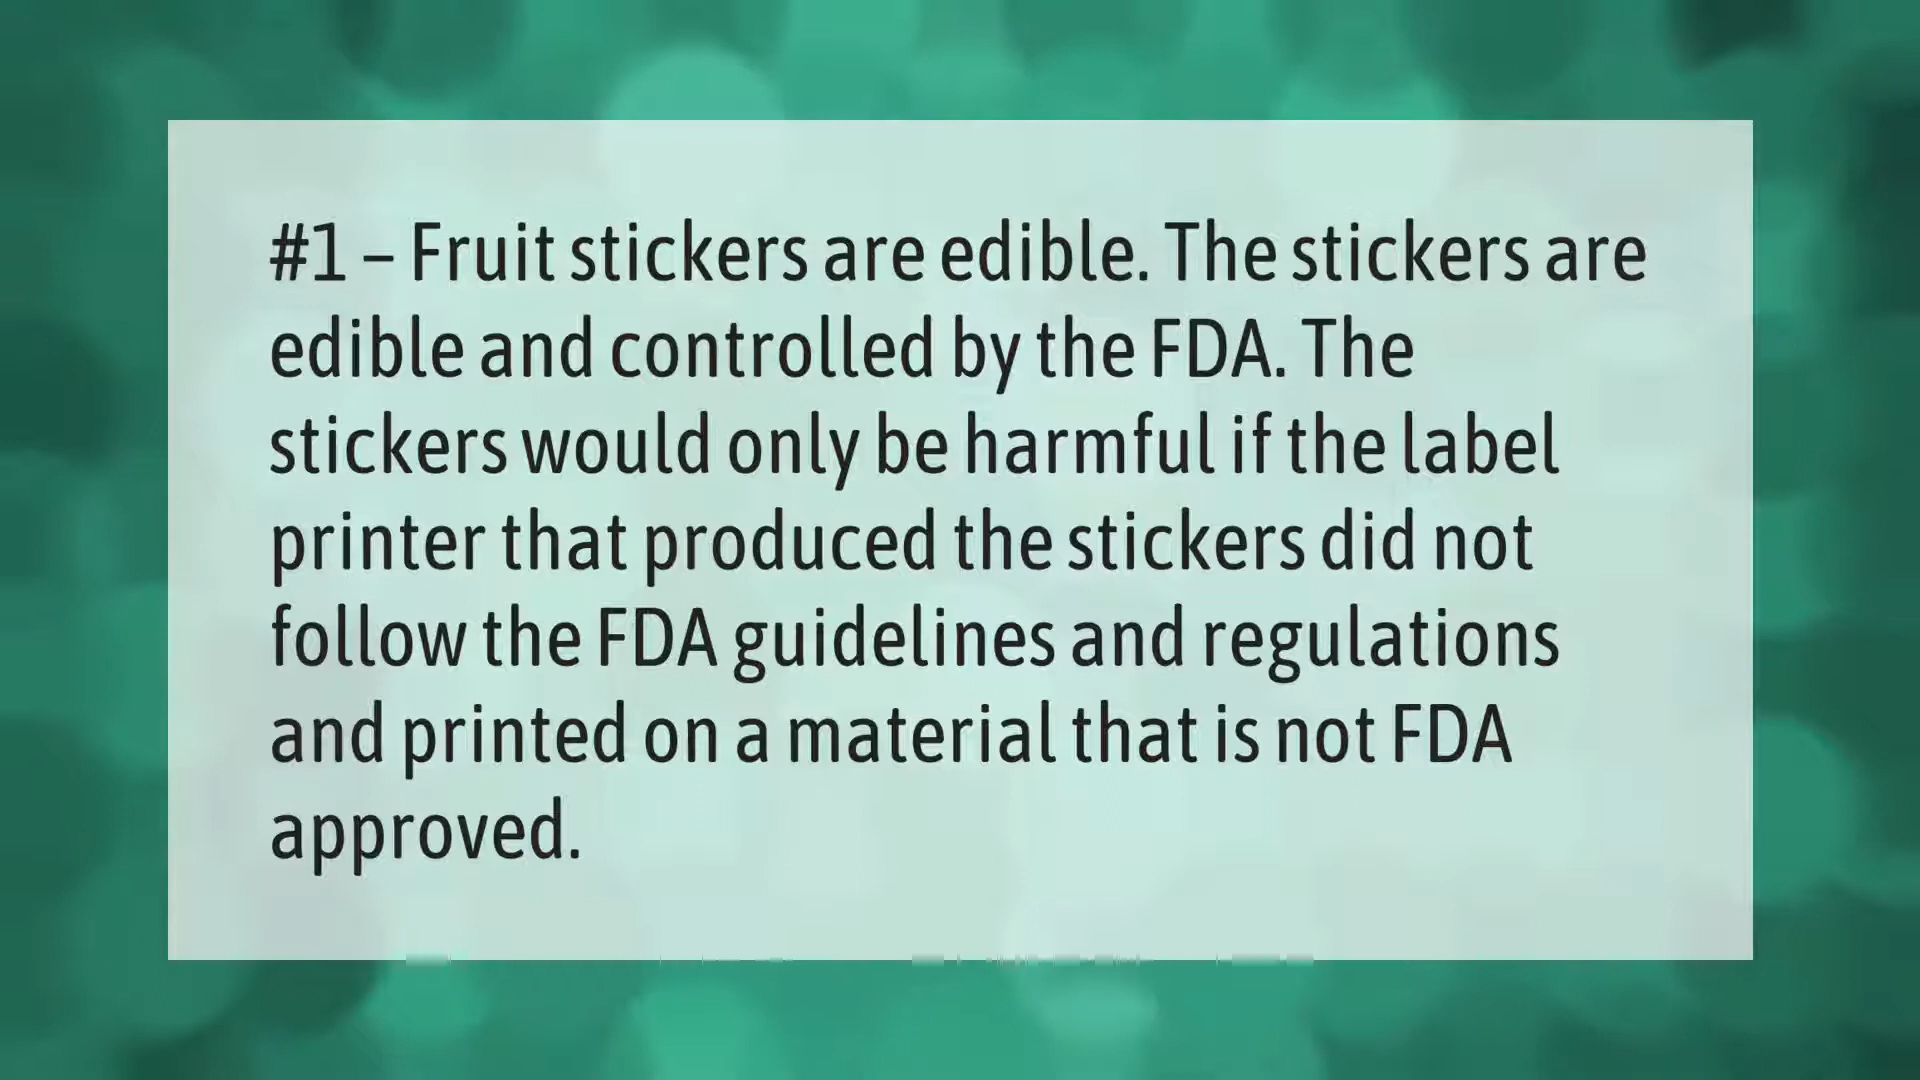 #1 – Fruit stickers are edible. The stickers are
edible and controlled by the FDA. The
stickers would only be harmful if the label
printer that produced the stickers did not
follow the FDA guidelines and regulations
and printed on a material that is not FDA
approved.